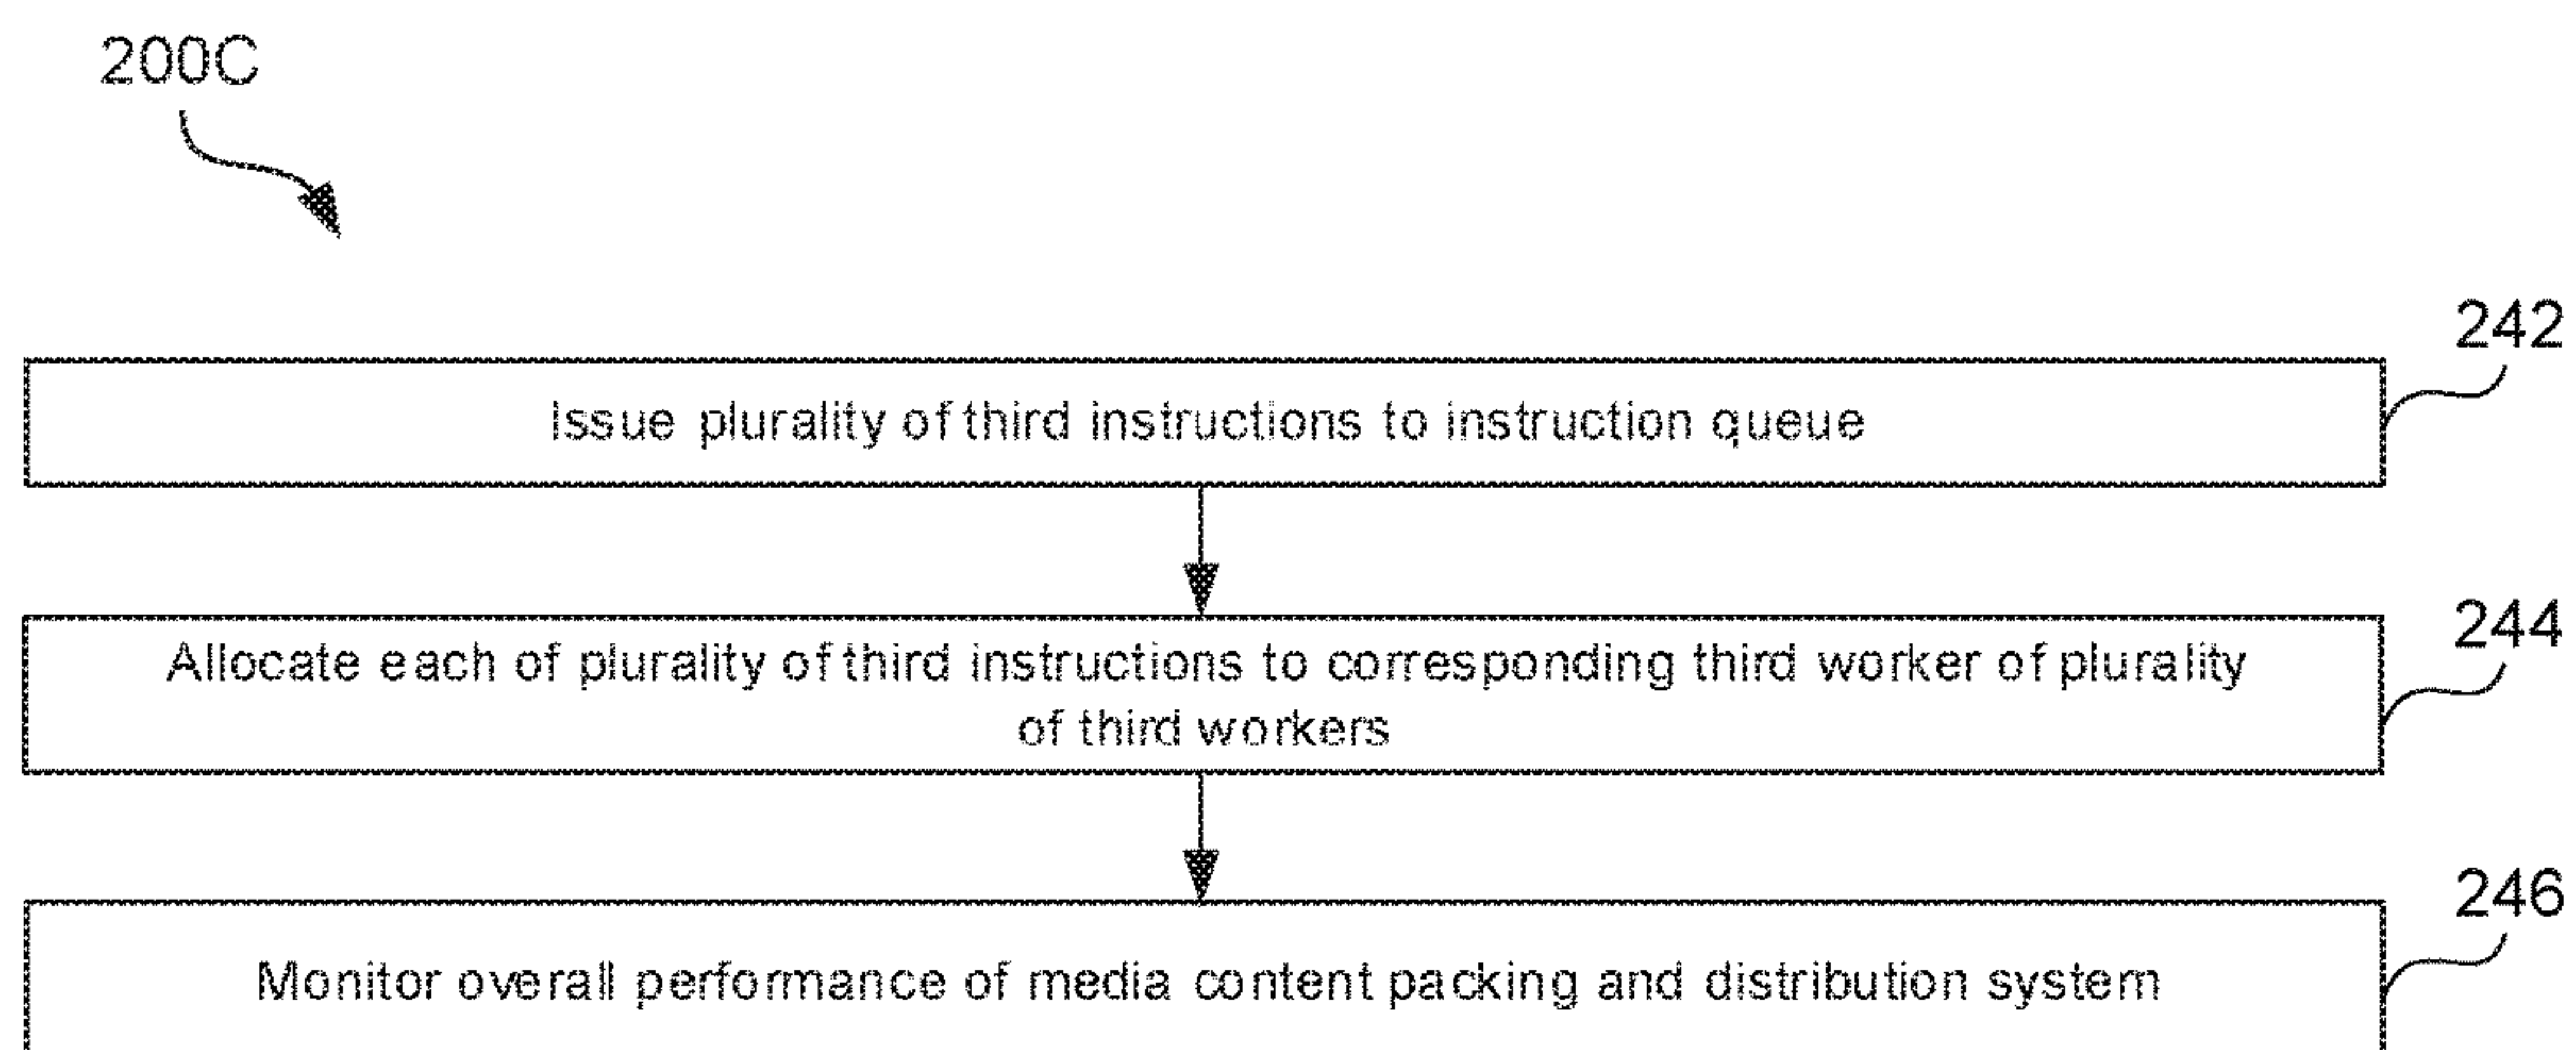 200C
242
Issue plurality of third instructions to instruction queue
244
Allocate each of plurality of third instructions to corresponding third worker of plurality
of third workers
246
Monitor overall performance of media content packing and distribution system